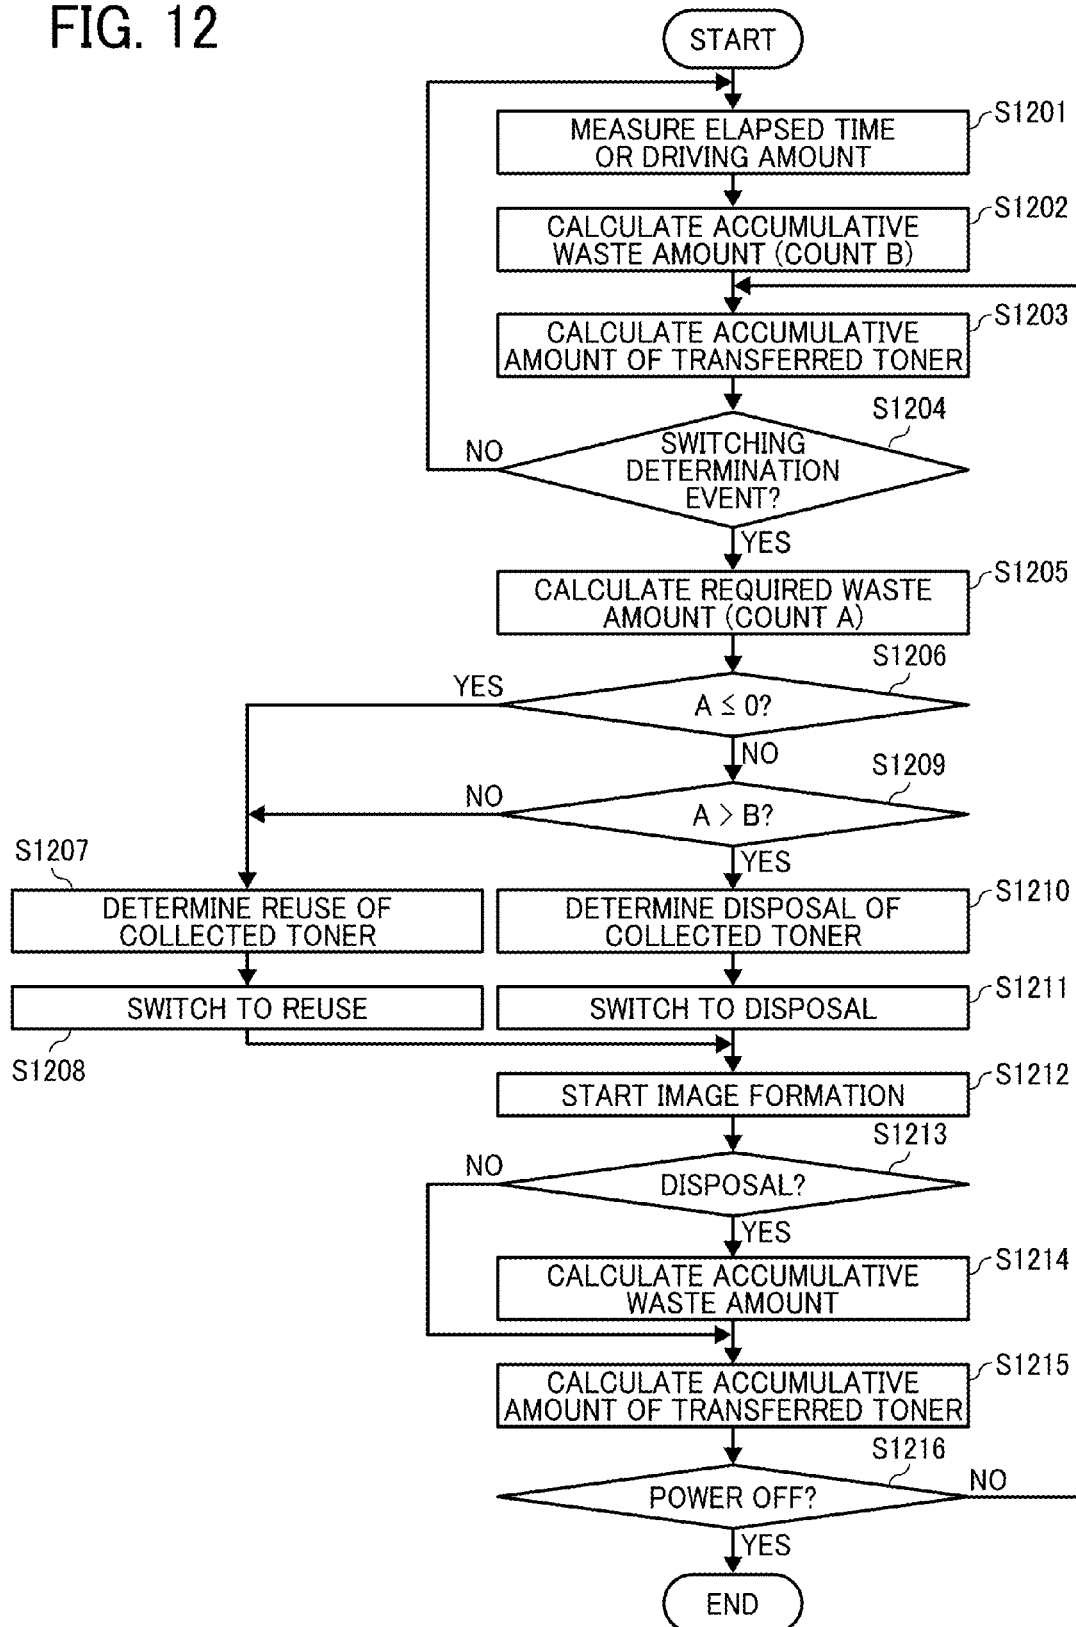 FIG. 12
START
S1201
MEASURE ELAPSED TIME
OR DRIVING AMOUNT
S1202
CALCULATE ACCUMULATIVE
WASTE AMOUNT (COUNT B)
S1203
CALCULATE ACCUMULATIVE
AMOUNT OF TRANSFERRED TONER
S1204
NO
SWITCHING
DETERMINATION
EVENT?
YES
S1205
CALCULATE REQUIRED WASTE
AMOUNT (COUNT A)
S1206
YES
A ≤ 0?
NO
S1209
NO
A > B?
YES
S1207
DETERMINE REUSE OF
COLLECTED TONER
S1210
DETERMINE DISPOSAL OF
COLLECTED TONER
SWITCH TO REUSE
S1208
S1211
SWITCH TO DISPOSAL
S1212
START IMAGE FORMATION
S1213
NO
DISPOSAL?
YES
S1214
CALCULATE ACCUMULATIVE
WASTE AMOUNT
S1215
CALCULATE ACCUMULATIVE
AMOUNT OF TRANSFERRED TONER
S1216
POWER OFF?
NO
YES
END